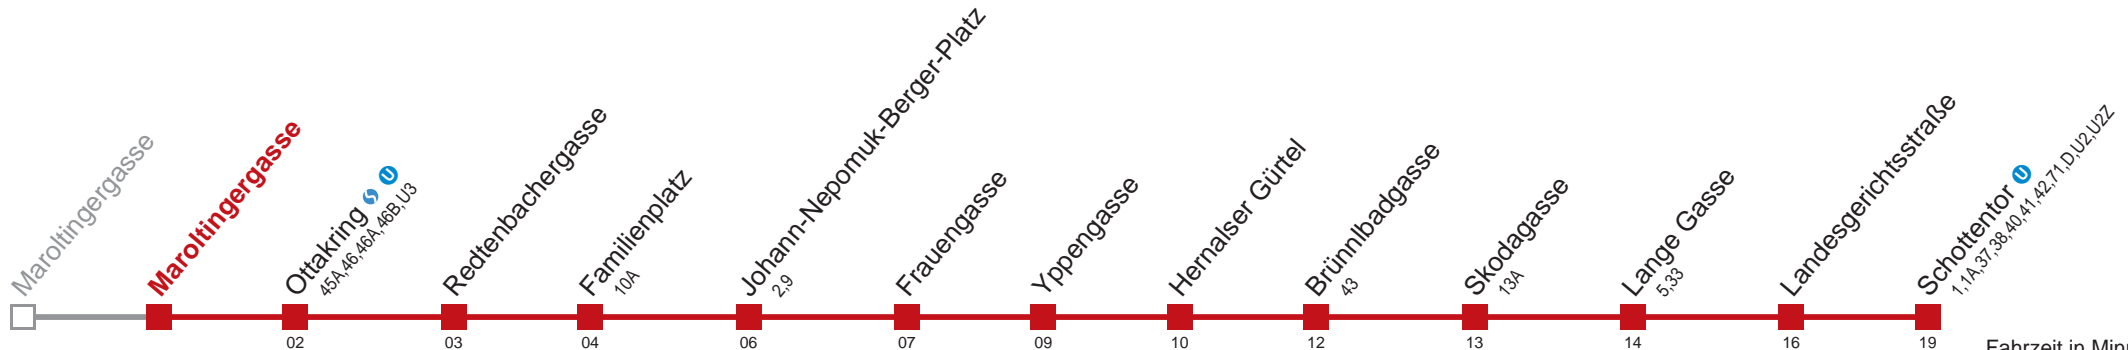 Maroltingergasse
Maroltingergasse
Ottakring S U
45A,46,46A,46B,U3
Redtenbachergasse
Familienplatz
10A
Johann-Nepomuk-Berger-Platz
2,9
Frauengasse
Yppengasse
Hernalser Gürtel
Brünnlbadgasse
43
Skodagasse
13A
Lange Gasse
5,33
Landesgerichtsstraße
Schottentor U
1,1A,37,38,40,41,42,71,D,U2,U2Z
02 03 04 06 07 09 10 12 13 14 16 19
Fahrzeit in